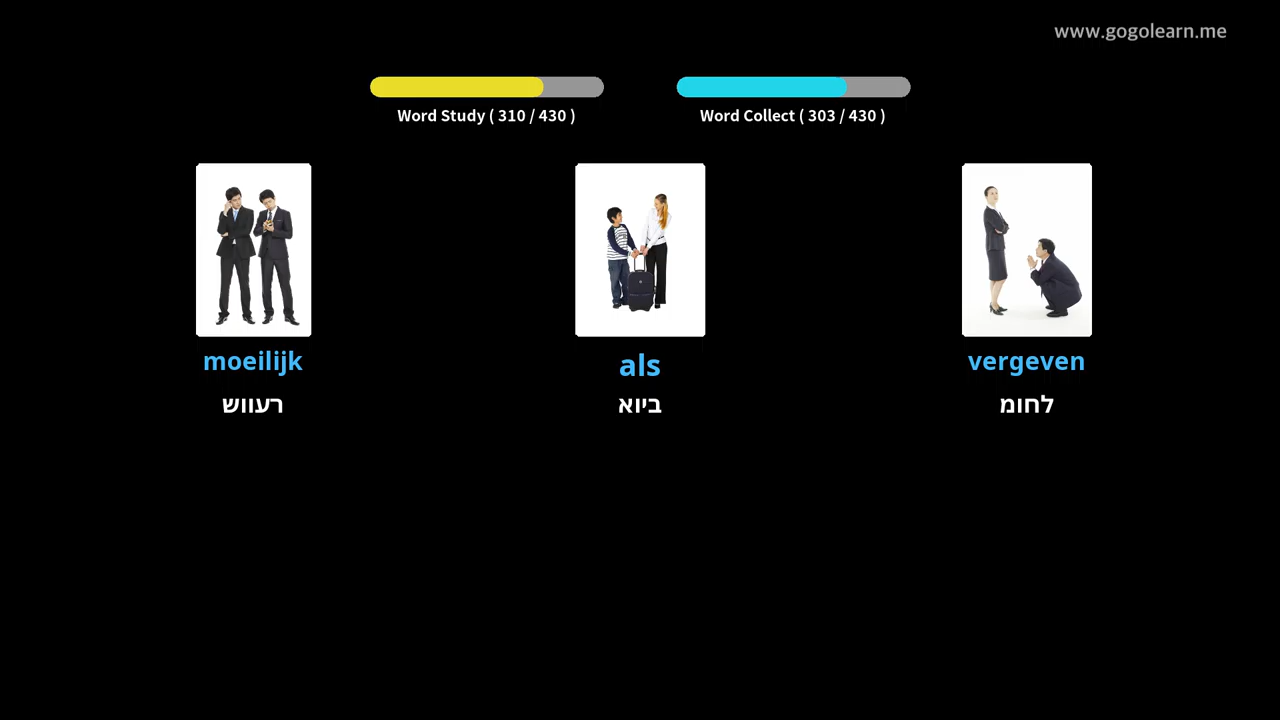 www.gogolearn.me
Word Study ( 310 / 430 )
Word Collect ( 303 / 430 )
moeilijk
רעווש
als
ביוא
vergeven
לחומ